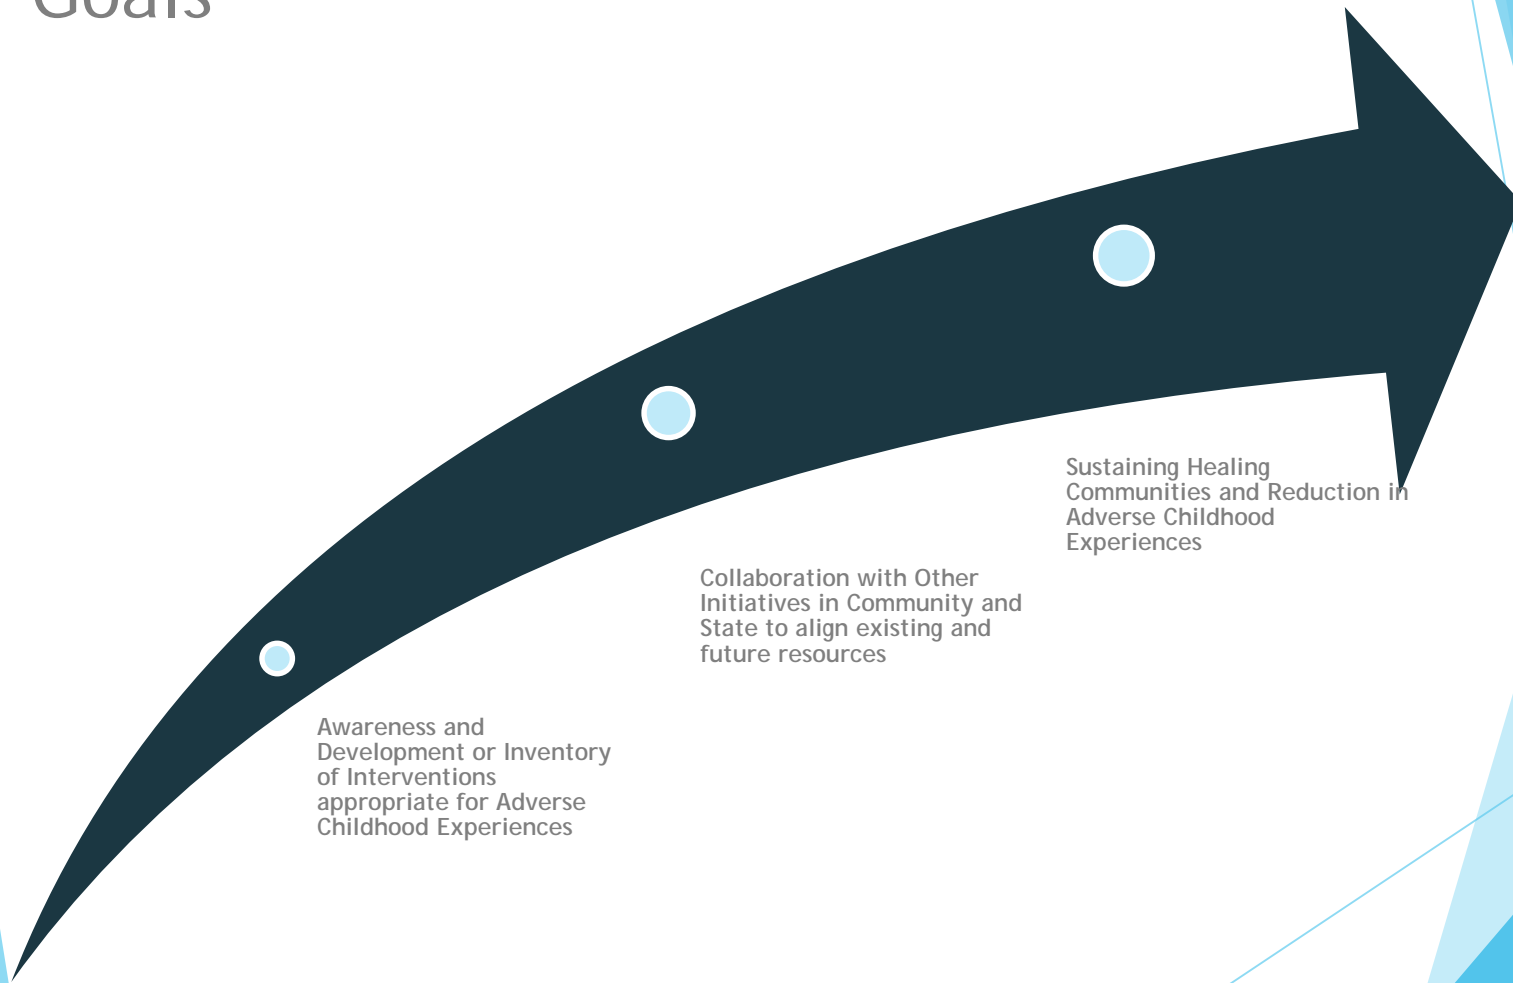 Goals
Awareness and
Development or Inventory
of Interventions
appropriate for Adverse
Childhood Experiences
Collaboration with Other
Initiatives in Community and
State to align existing and
future resources
Sustaining Healing
Communities and Reduction in
Adverse Childhood
Experiences